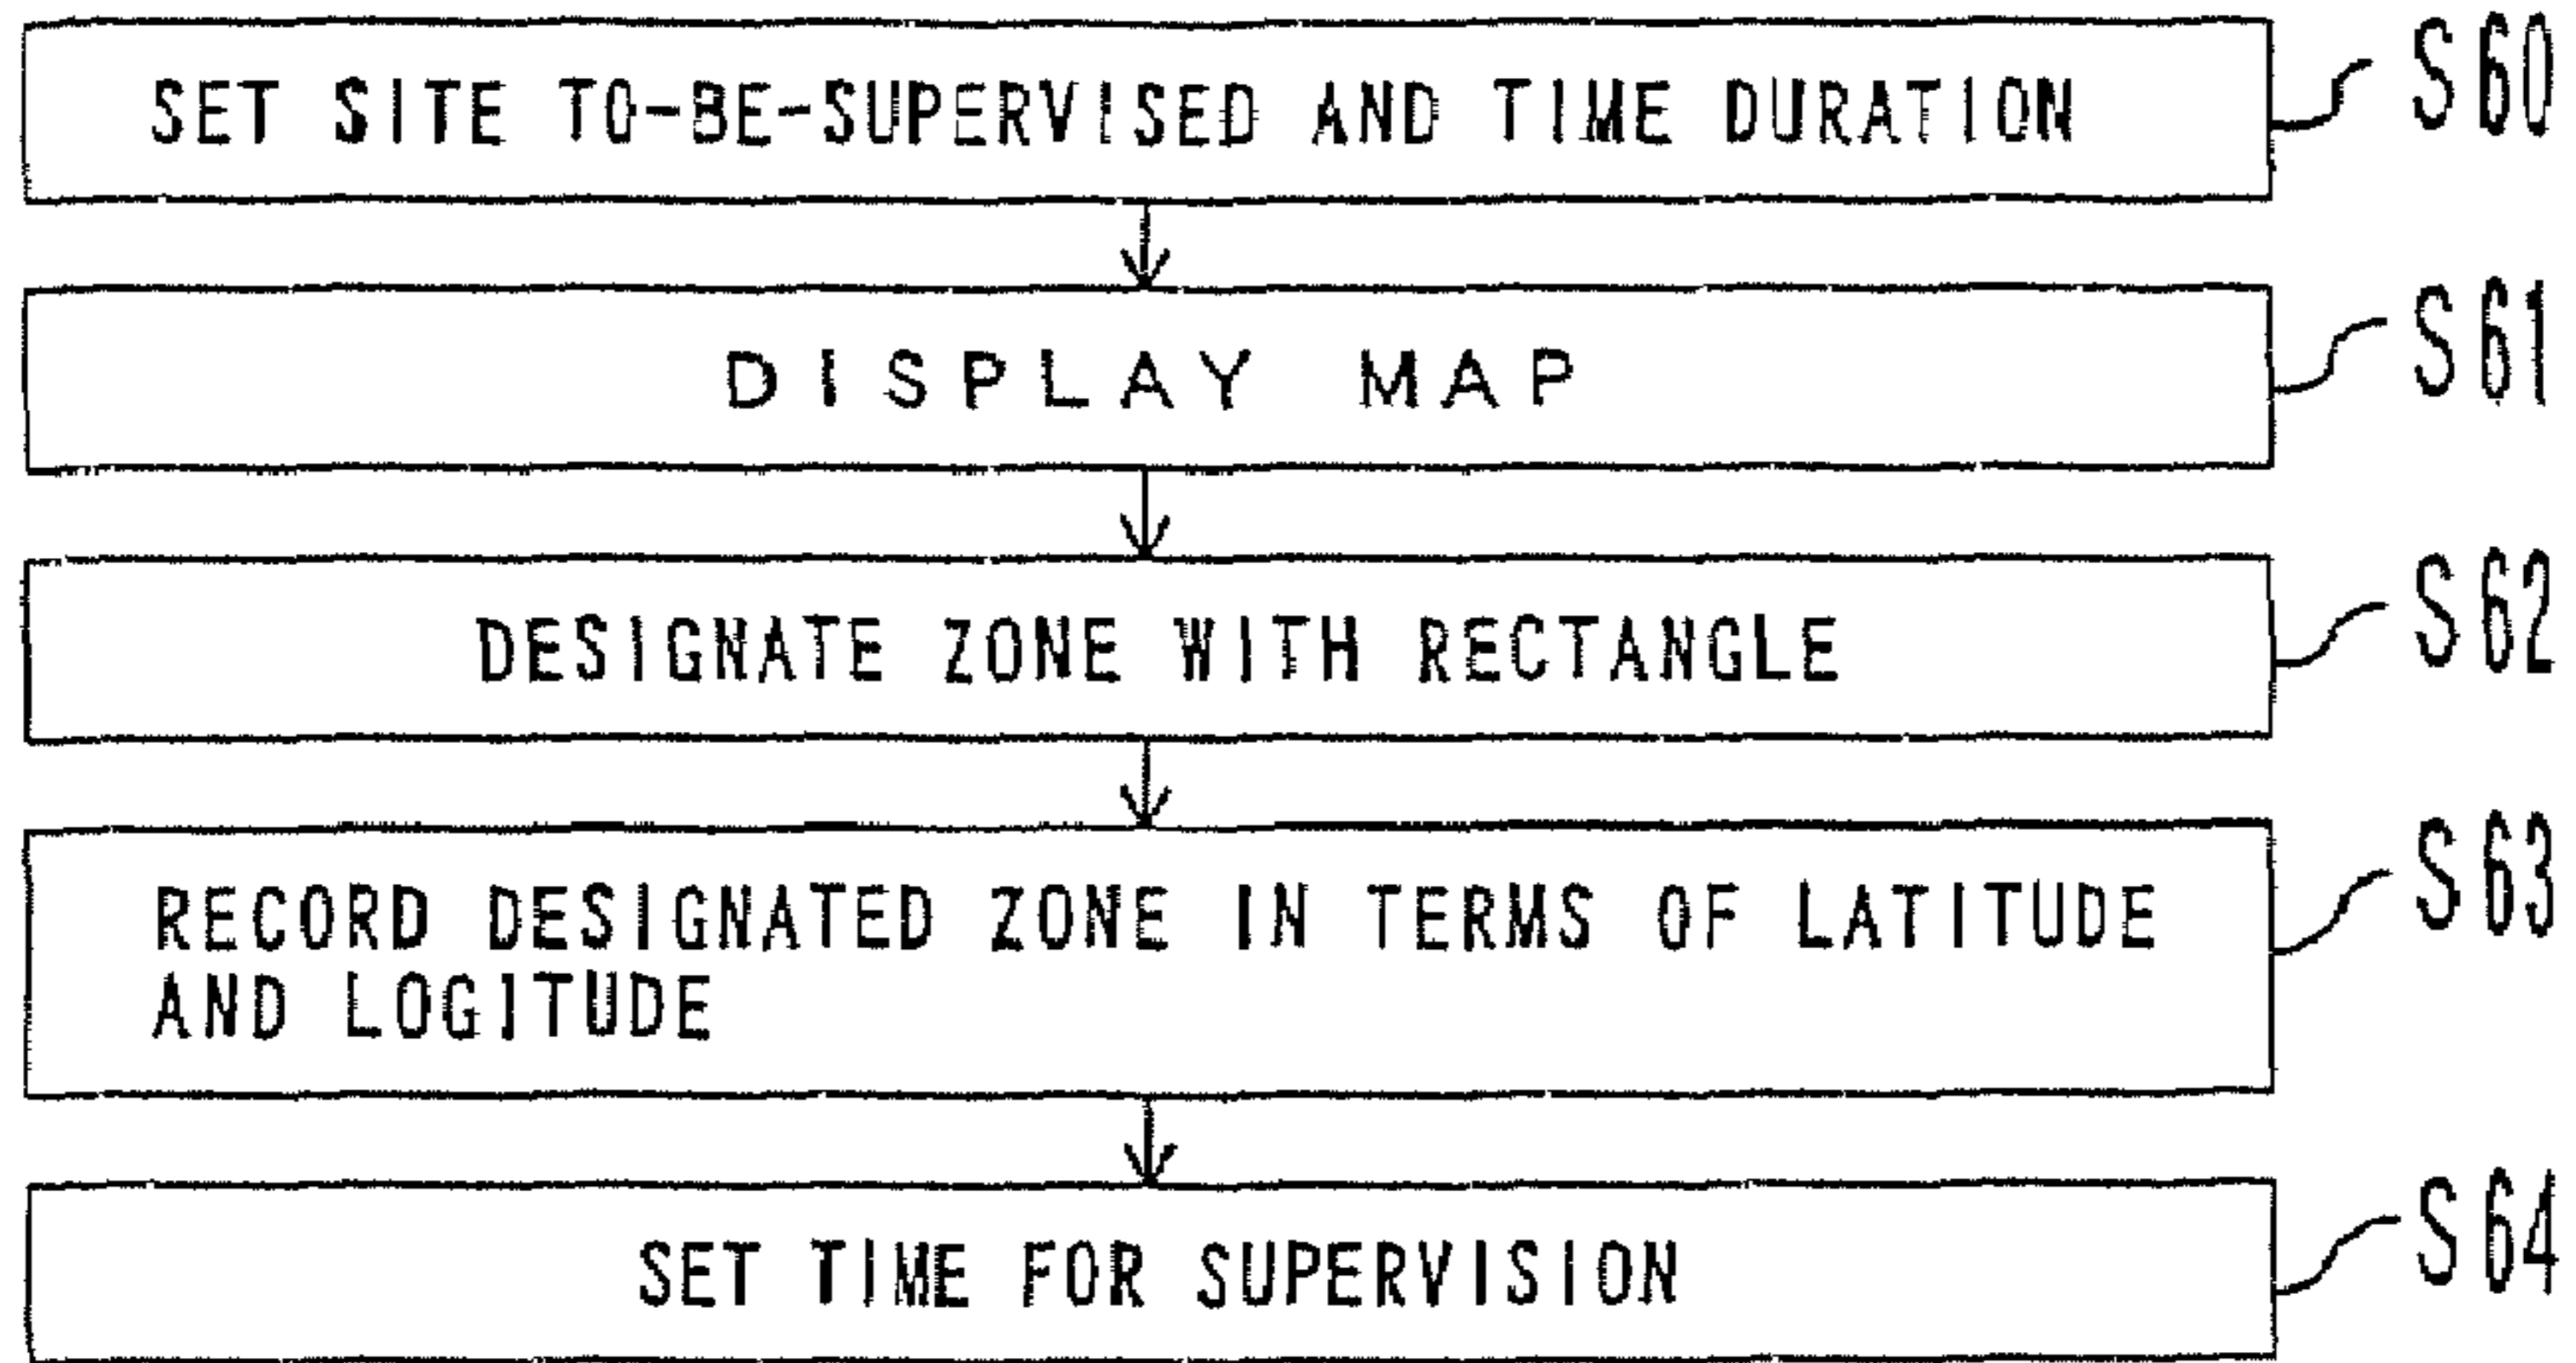 SET SITE TO-BE-SUPERVISED AND TIME DURATION
S60
DISPLAY MAP
S61
DESIGNATE ZONE WITH RECTANGLE
S62
RECORD DESIGNATED ZONE IN TERMS OF LATITUDE
AND LOGITUDE
S63
SET TIME FOR SUPERVISION
S64